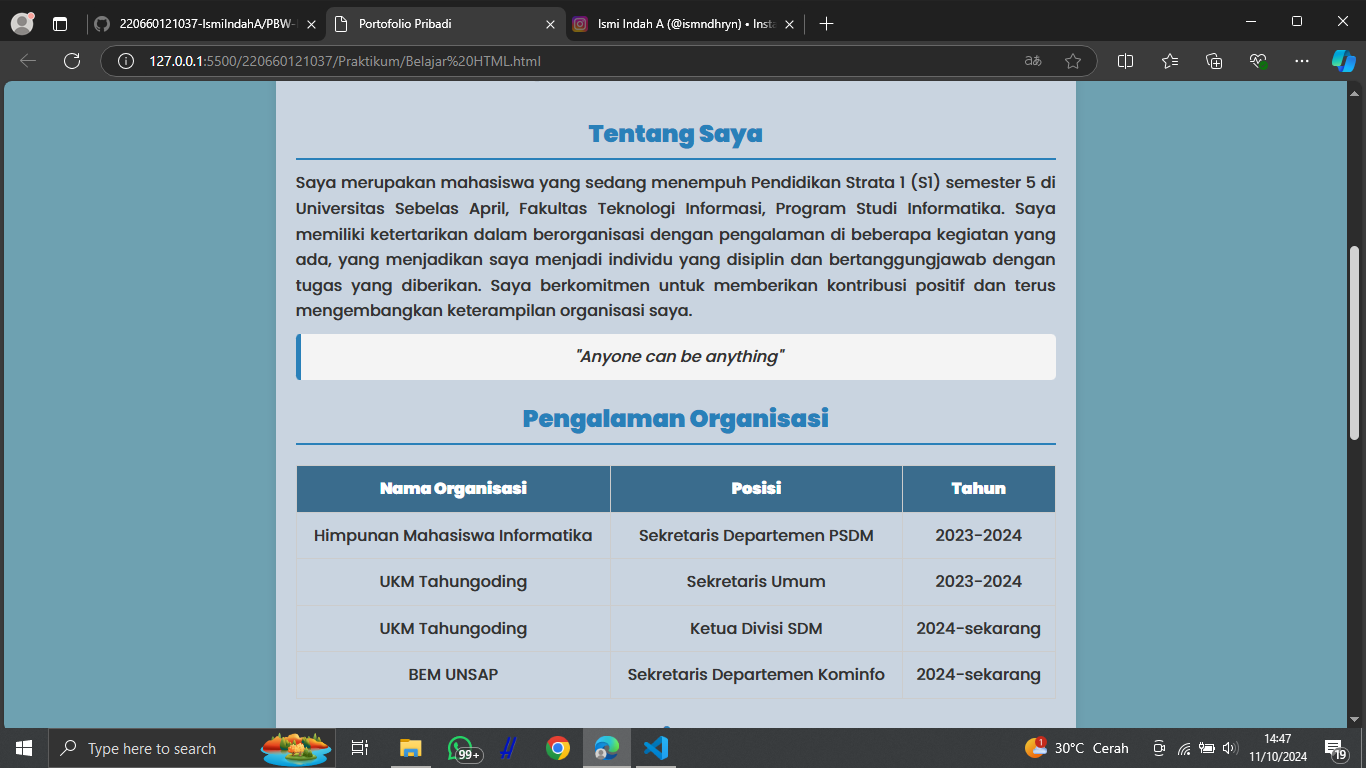 220660121037-IsmiIndahA/PBW-
Portofolio Pribadi
Ismi Indah A (@ismndhryn) • Inst
127.0.0.1:5500/220660121037/Praktikum/Belajar%20HTML.html
Tentang Saya
Saya merupakan mahasiswa yang sedang menempuh Pendidikan Strata 1 (S1) semester 5 di
Universitas Sebelas April, Fakultas Teknologi Informasi, Program Studi Informatika. Saya
memiliki ketertarikan dalam berorganisasi dengan pengalaman di beberapa kegiatan yang
ada, yang menjadikan saya menjadi individu yang disiplin dan bertanggungjawab dengan
tugas yang diberikan. Saya berkomitmen untuk memberikan kontribusi positif dan terus
mengembangkan keterampilan organisasi saya.
"Anyone can be anything"
Pengalaman Organisasi
Nama Organisasi Posisi Tahun
Himpunan Mahasiswa Informatika Sekretaris Departemen PSDM 2023-2024
UKM Tahungoding Sekretaris Umum 2023-2024
UKM Tahungoding Ketua Divisi SDM 2024-sekarang
BEM UNSAP Sekretaris Departemen Kominfo 2024-sekarang
Type here to search
99+
1
30°C Cerah
14:47
11/10/2024
19